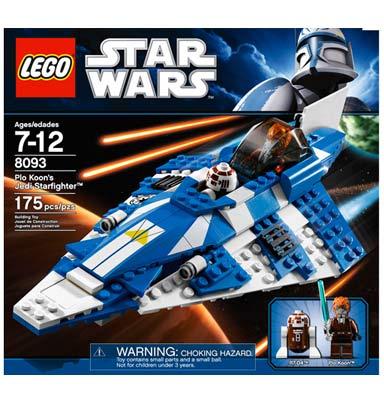 LEGO
STAR
WARS
Ages/edades
7-12
8093
Plo Koon's
Jedi Starfighter™
175 pcs/pzs
Building Toy
Jouet de Construction
Juguete para Construir
WARNING: CHOKING HAZARD.
Toy contains small parts and a small ball.
Not for children under 3 years.
R7-D4™
Plo Koon™